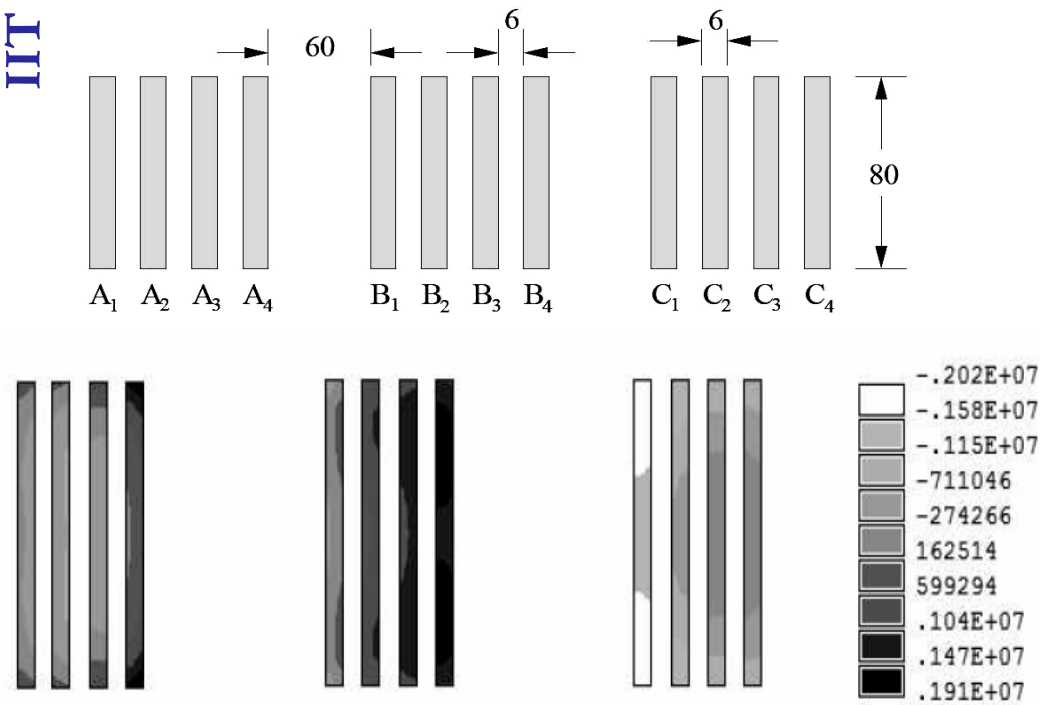 IIT
60
6
6
80
A1 A2 A3 A4 B1 B2 B3 B4 C1 C2 C3 C4
-.202E+07
-.158E+07
-.115E+07
-711046
-274266
162514
599294
.104E+07
.147E+07
.191E+07